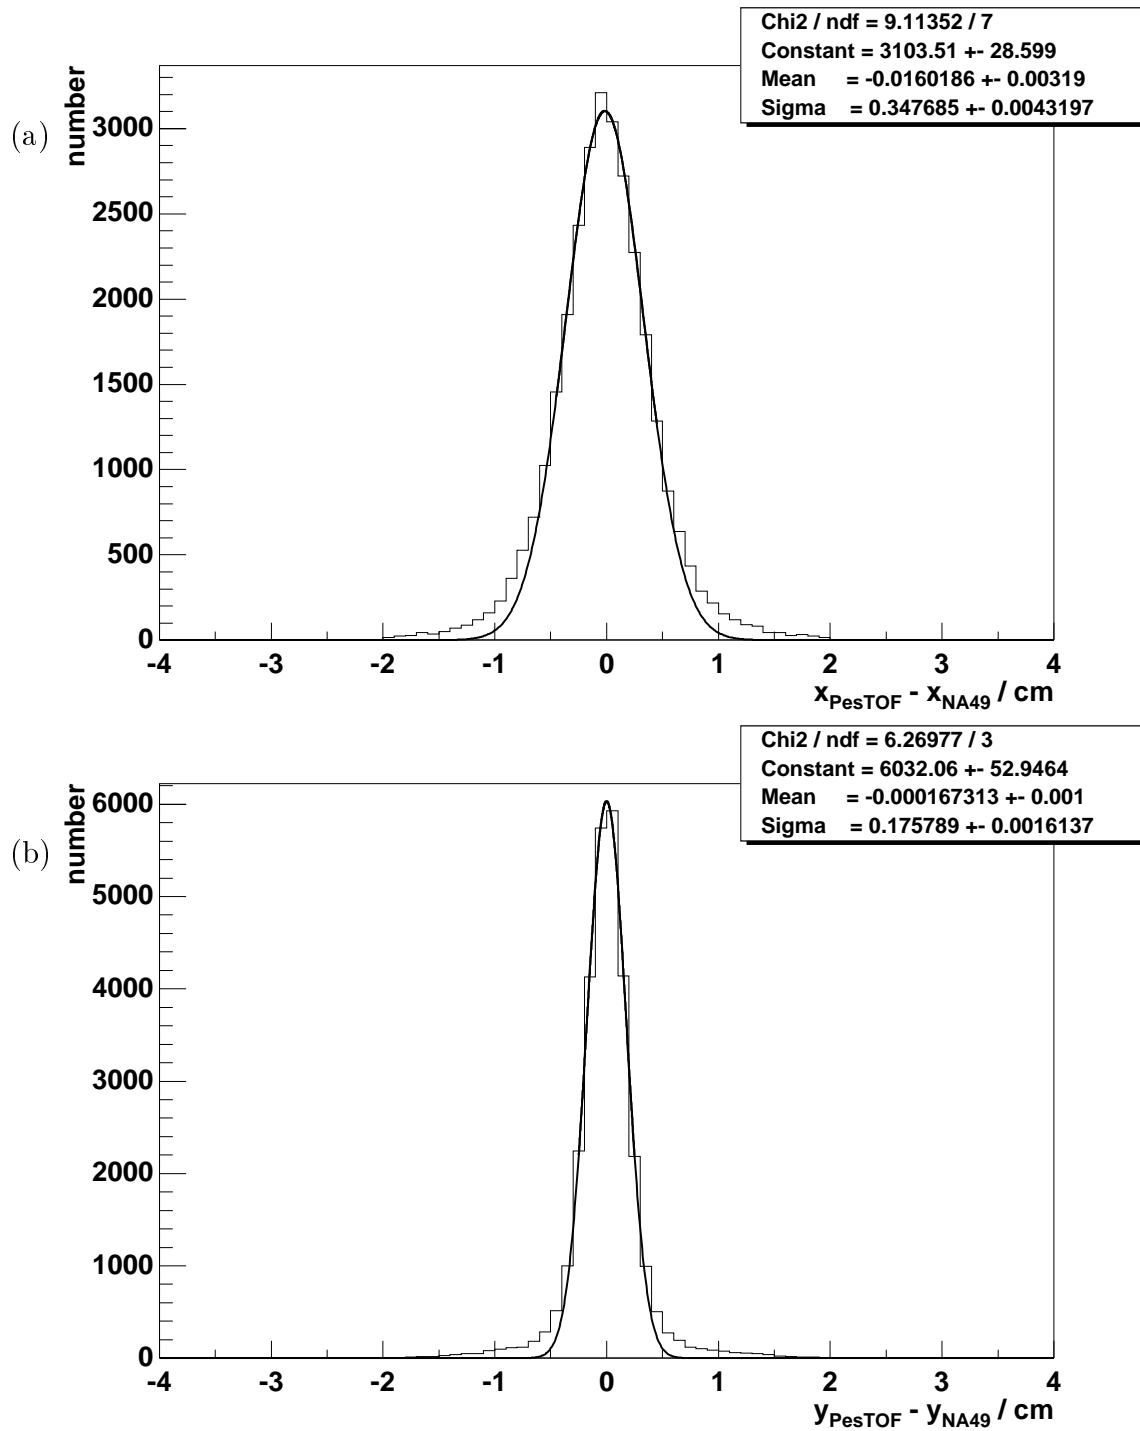 Chi2 / ndf = 9.11352 / 7
Constant = 3103.51 +- 28.599
Mean = -0.0160186 +- 0.00319
Sigma = 0.347685 +- 0.0043197
(a)
number
3000
2500
2000
1500
1000
500
0
-4 -3 -2 -1 0 1 2 3 4
xPesTOF - xNA49 / cm
Chi2 / ndf = 6.26977 / 3
Constant = 6032.06 +- 52.9464
Mean = -0.000167313 +- 0.001
Sigma = 0.175789 +- 0.0016137
(b)
number
6000
5000
4000
3000
2000
1000
0
-4 -3 -2 -1 0 1 2 3 4
yPesTOF - yNA49 / cm